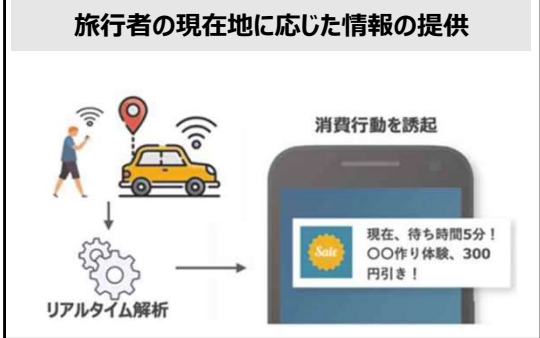 旅行者の現在地に応じた情報の提供
消費行動を誘起
Sale
現在、待ち時間5分！
〇〇作り体験、300
円引き！
リアルタイム解析